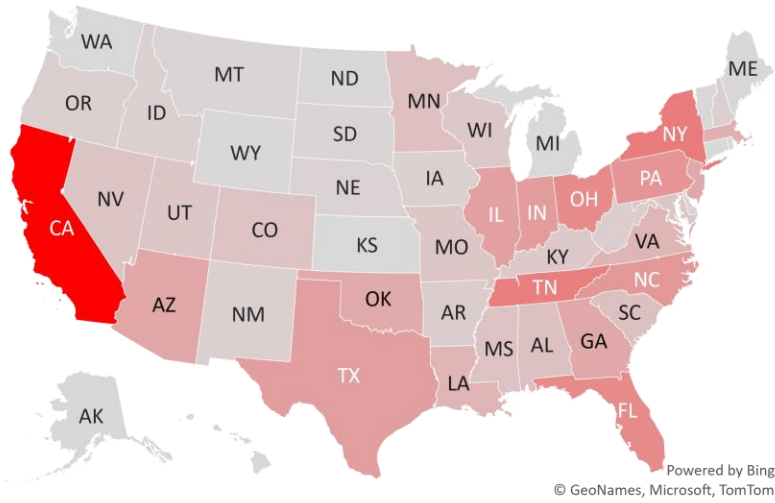 WA
ME
MT
ND
MN
OR
ID
SD
WI
MI
NY
WY
IA
PA
NE
NV
UT
IL
IN
OH
CA
CO
KS
MO
KY
VA
TN
NC
AZ
OK
NM
AR
SC
MS
AL
GA
TX
LA
AK
FL
Powered by Bing
© GeoNames, Microsoft, TomTom